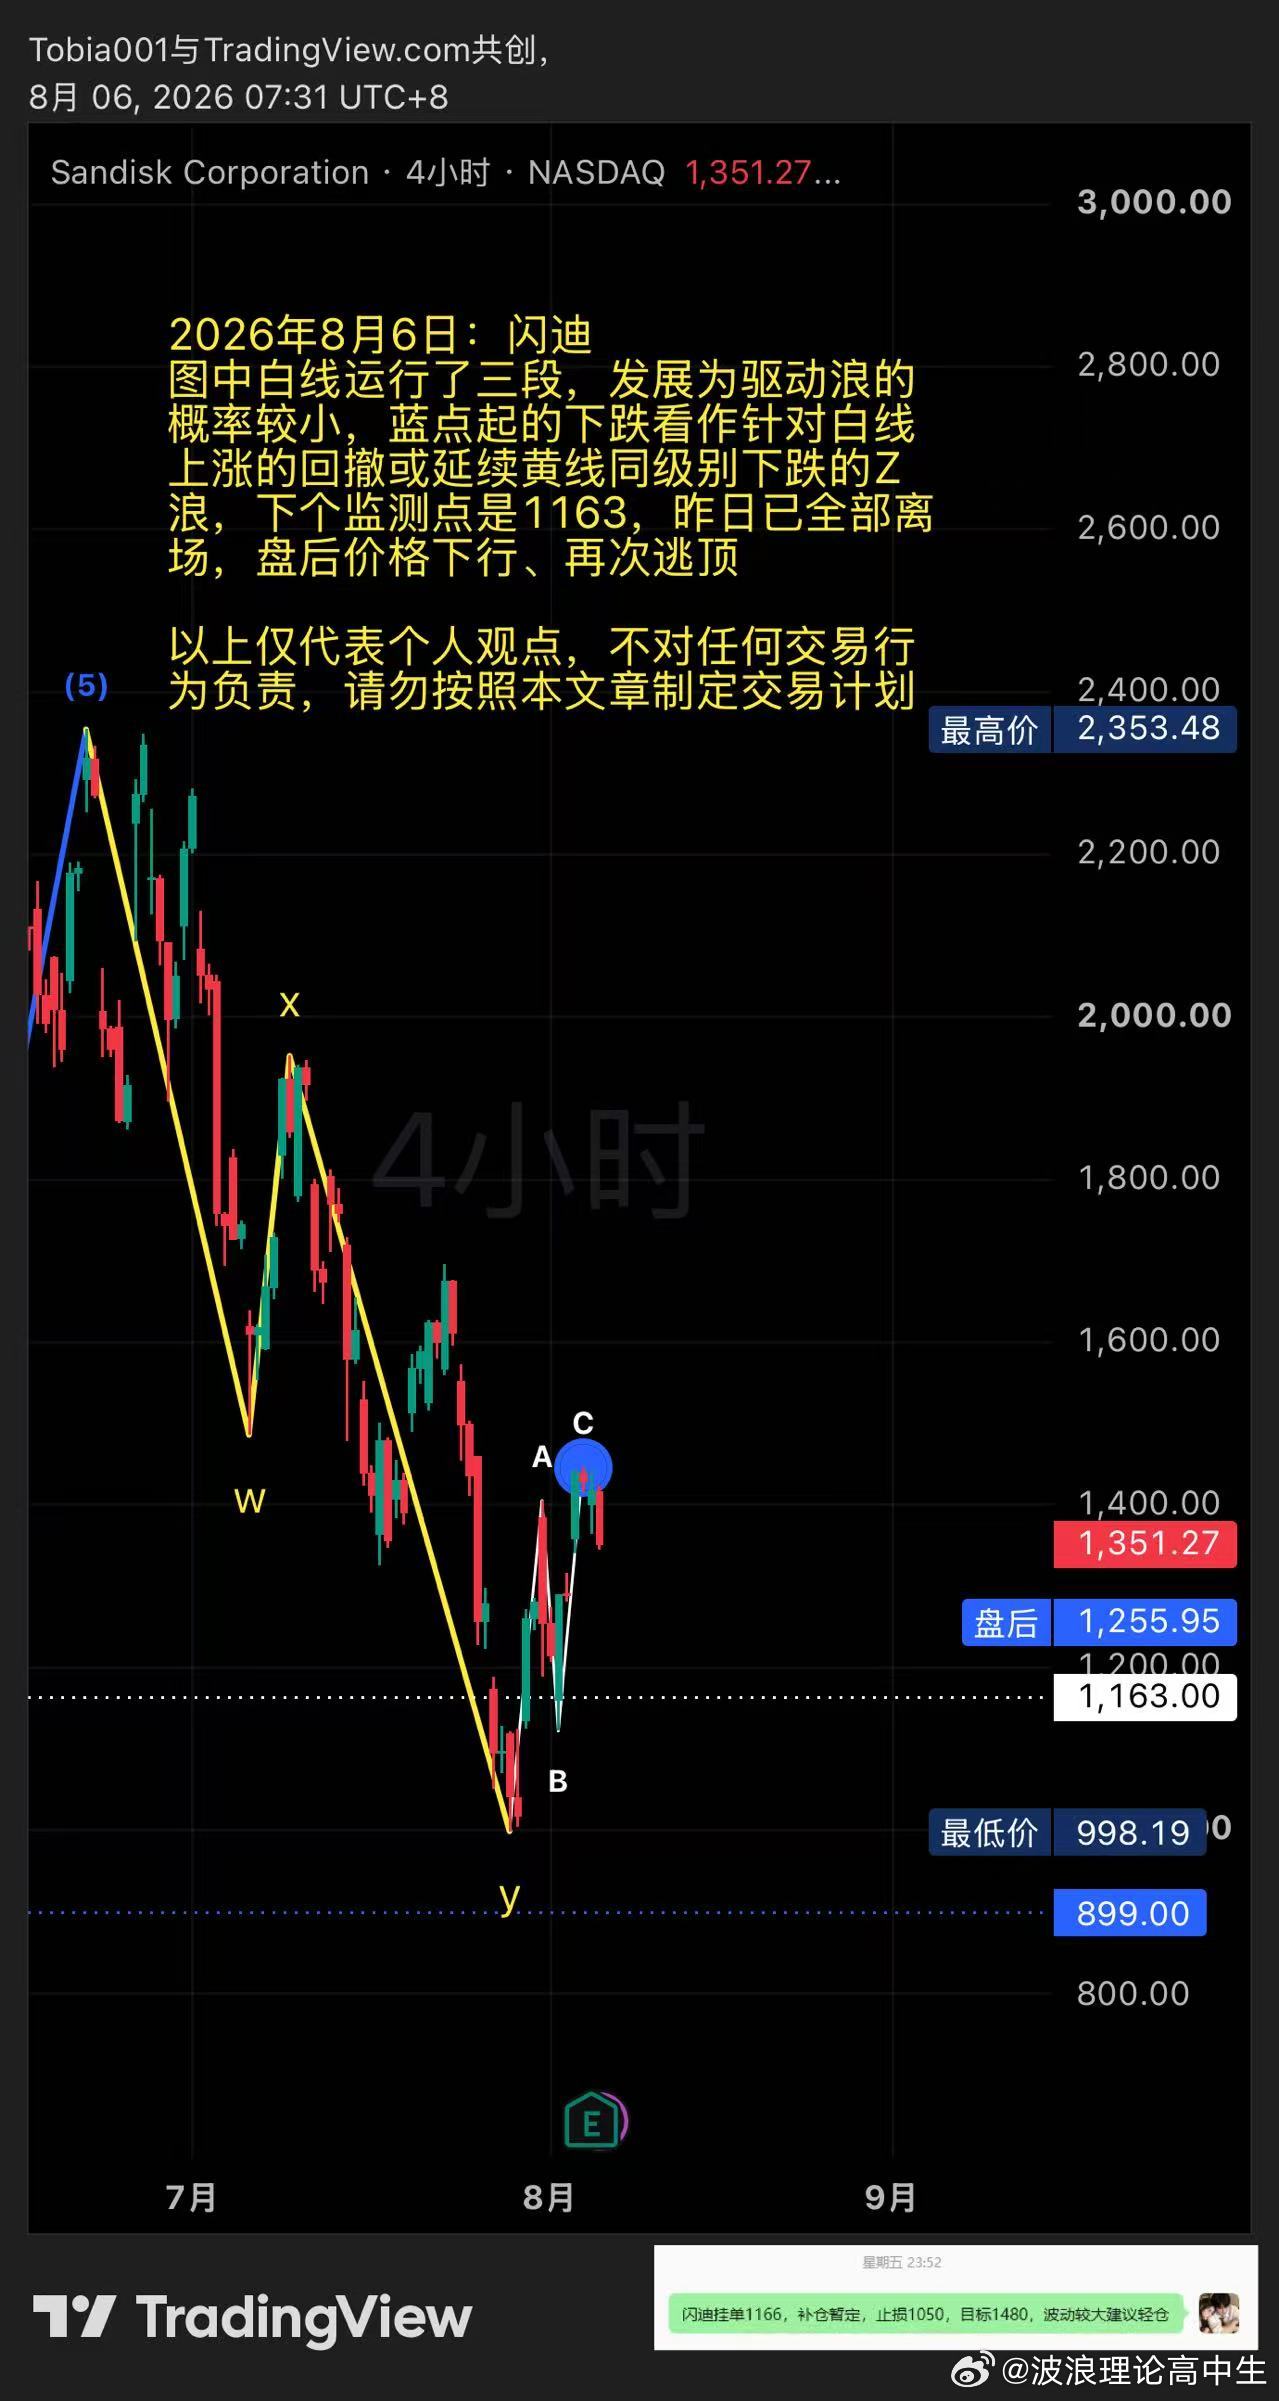 Tobia001与TradingView.com共创，
8月 06, 2026 07:31 UTC+8
Sandisk Corporation · 4小时 · NASDAQ 1,351.27...
3,000.00
2026年8月6日：闪迪
图中白线运行了三段，发展为驱动浪的
概率较小，蓝点起的下跌看作针对白线
上涨的回撤或延续黄线同级别下跌的Z
浪，下个监测点是1163，昨日已全部离
场，盘后价格下行、再次逃顶
以上仅代表个人观点，不对任何交易行
为负责，请勿按照本文章制定交易计划
2,800.00
2,600.00
(5)
2,400.00
最高价 2,353.48
2,200.00
x
2,000.00
4小时
1,800.00
1,600.00
C
A
w
1,400.00
1,351.27
盘后 1,255.95
1,200.00
1,163.00
B
最低价 998.19
y
899.00
800.00
E
7月 8月 9月
TradingView
星期五 23:52
闪迪挂单1166，补仓暂定，止损1050，目标1480，波动较大建议轻仓
@波浪理论高中生